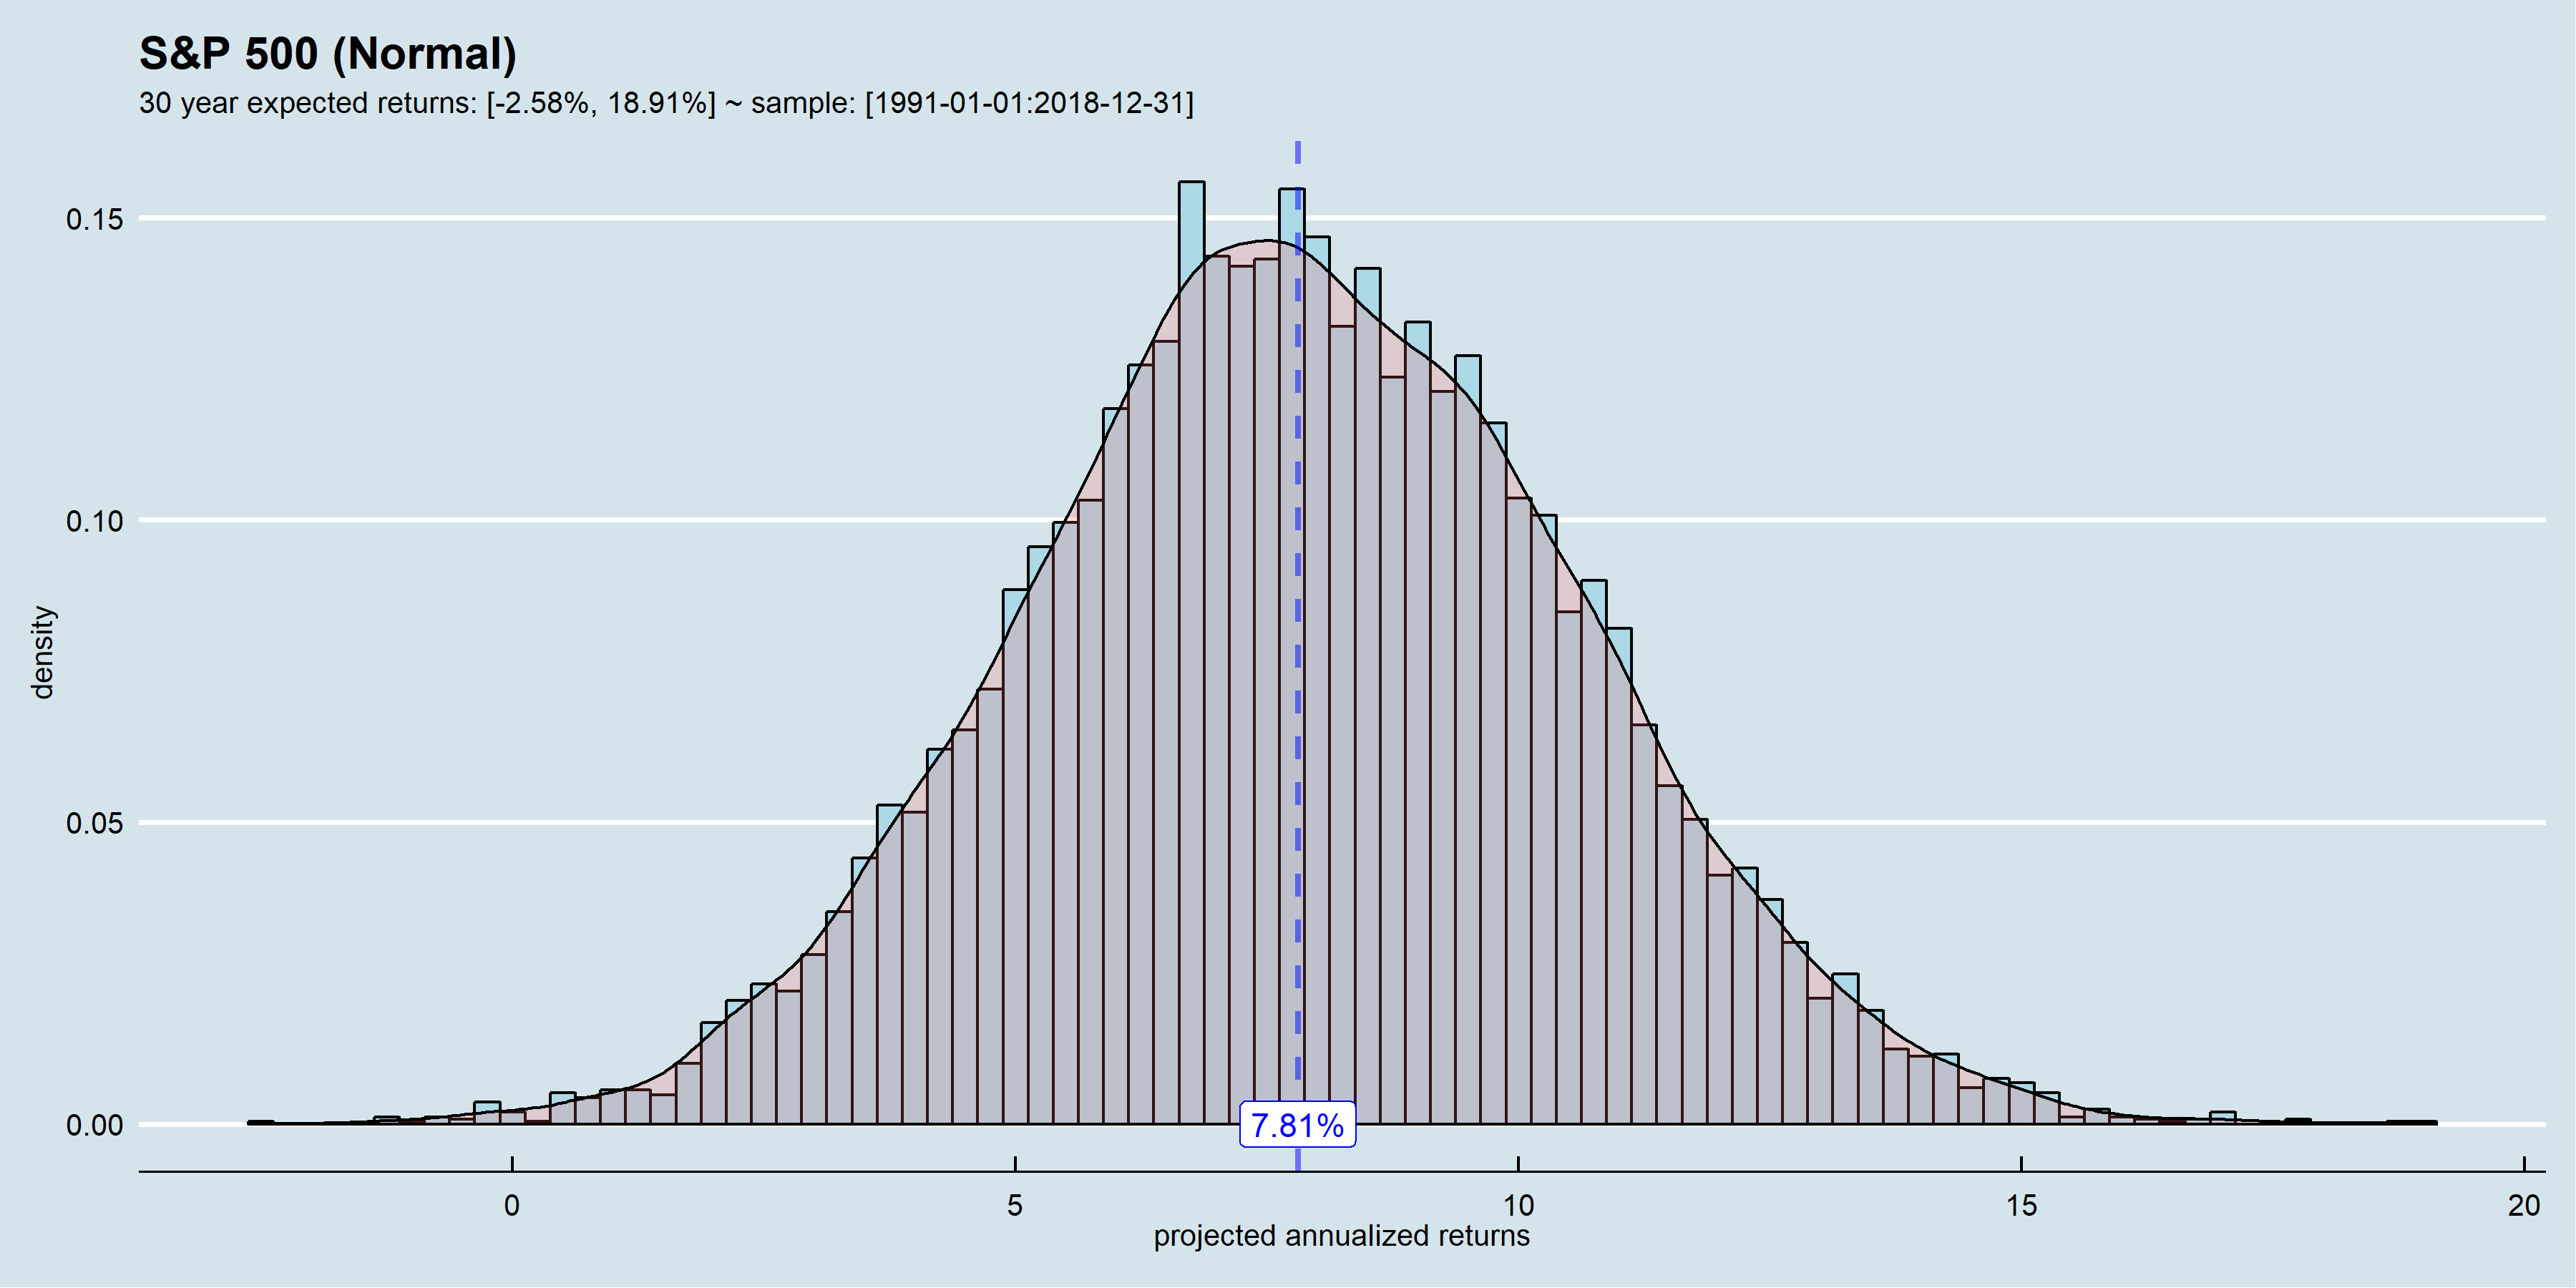 S&P 500 (Normal)
30 year expected returns: [-2.58%, 18.91%] ~ sample: [1991-01-01:2018-12-31]
0.15
0.10
density
0.05
0.00
7.81%
0 5 10 15 20
projected annualized returns